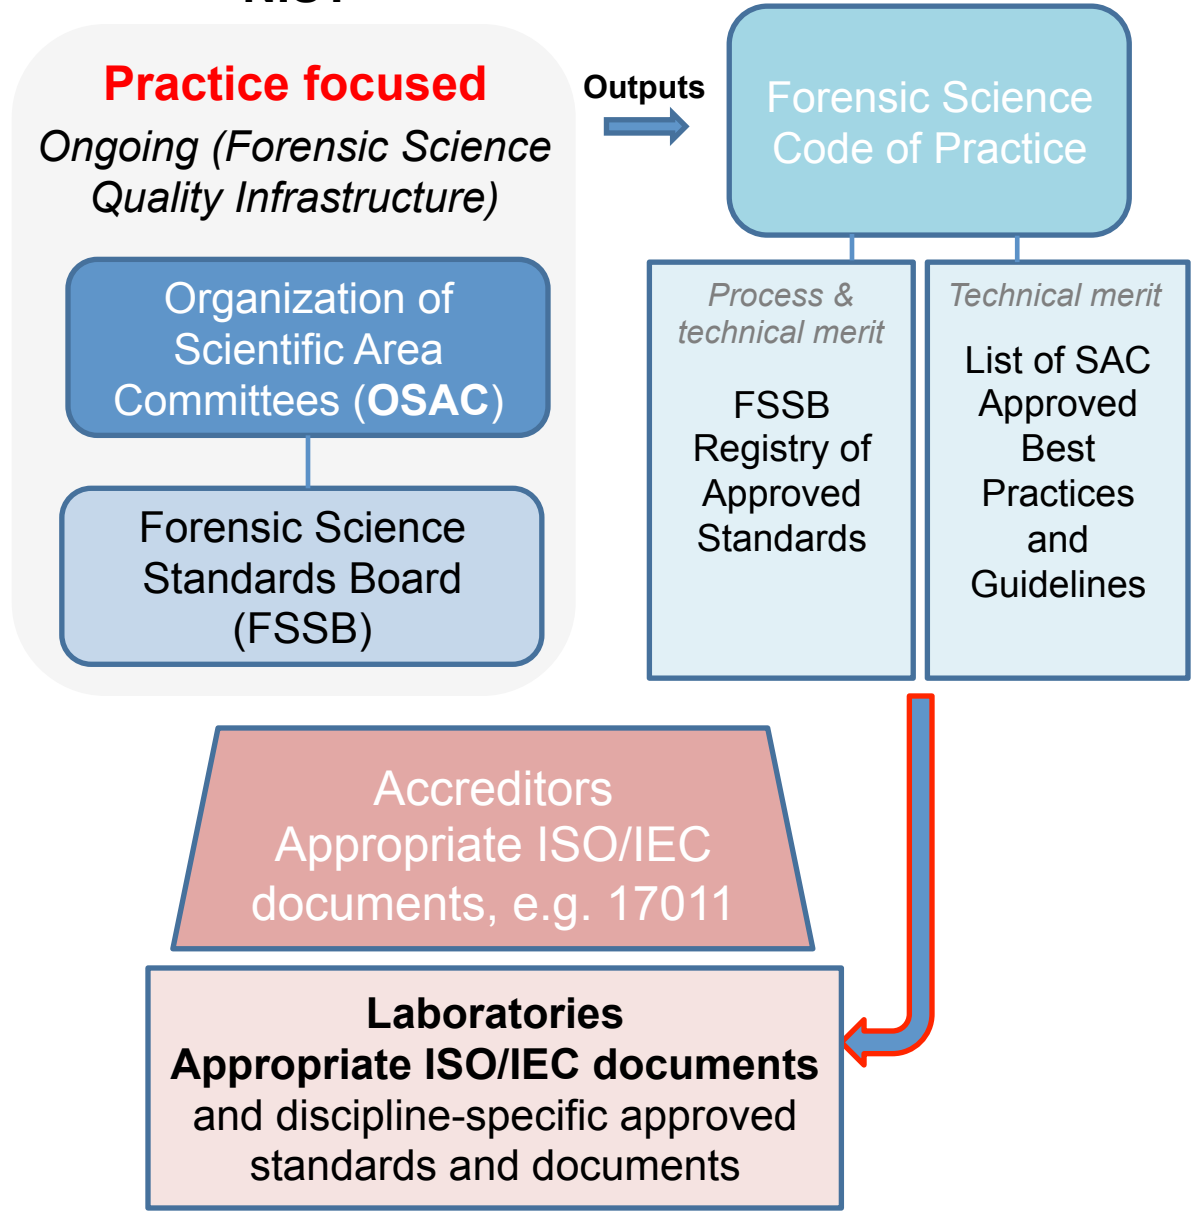 Practice focused
Ongoing (Forensic Science
Quality Infrastructure)
Organization of
Scientific Area
Committees (OSAC)
Forensic Science
Standards Board
(FSSB)
Outputs
Forensic Science
Code of Practice
Process &
technical merit
FSSB
Registry of
Approved
Standards
Technical merit
List of SAC
Approved
Best
Practices
and
Guidelines
Accreditors
Appropriate ISO/IEC
documents, e.g. 17011
Laboratories
Appropriate ISO/IEC documents
and discipline-specific approved
standards and documents